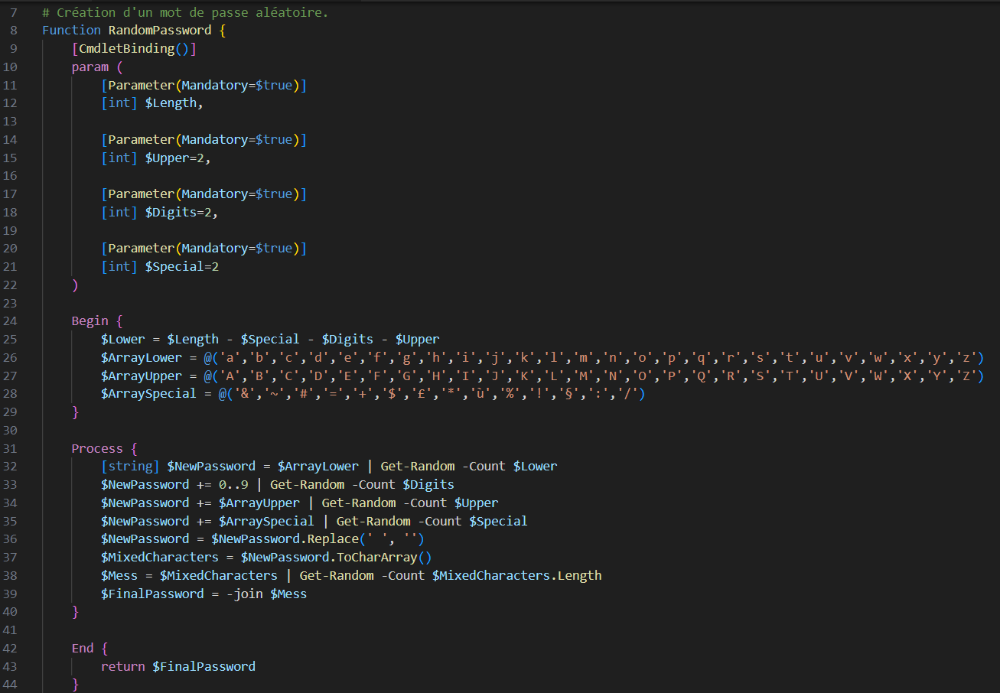 7 # Création d'un mot de passe aléatoire.
8 Function RandomPassword {
9     [CmdletBinding()]
10     param (
11         [Parameter(Mandatory=$true)]
12         [int] $Length,
13
14         [Parameter(Mandatory=$true)]
15         [int] $Upper=2,
16
17         [Parameter(Mandatory=$true)]
18         [int] $Digits=2,
19
20         [Parameter(Mandatory=$true)]
21         [int] $Special=2
22     )
23
24     Begin {
25         $Lower = $Length - $Special - $Digits - $Upper
26         $ArrayLower = @('a','b','c','d','e','f','g','h','i','j','k','l','m','n','o','p','q','r','s','t','u','v','w','x','y','z')
27         $ArrayUpper = @('A','B','C','D','E','F','G','H','I','J','K','L','M','N','O','P','Q','R','S','T','U','V','W','X','Y','Z')
28         $ArraySpecial = @('&','~','#','=','+','$','£','*','ù','%','!','§',':','/')
29     }
30
31     Process {
32         [string] $NewPassword = $ArrayLower | Get-Random -Count $Lower
33         $NewPassword += 0..9 | Get-Random -Count $Digits
34         $NewPassword += $ArrayUpper | Get-Random -Count $Upper
35         $NewPassword += $ArraySpecial | Get-Random -Count $Special
36         $NewPassword = $NewPassword.Replace(' ', '')
37         $MixedCharacters = $NewPassword.ToCharArray()
38         $Mess = $MixedCharacters | Get-Random -Count $MixedCharacters.Length
39         $FinalPassword = -join $Mess
40     }
41
42     End {
43         return $FinalPassword
44     }